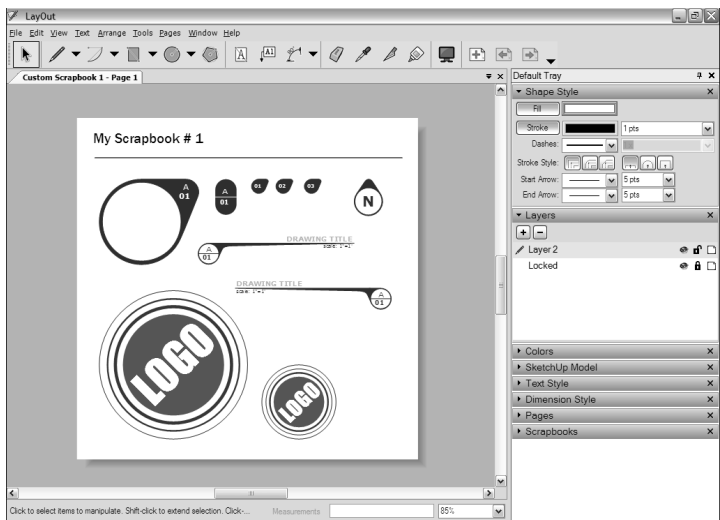 LayOut
File Edit View Text Arrange Tools Pages Window Help
A A1
Custom Scrapbook 1 - Page 1
Default Tray
Shape Style
Fill
Stroke 1 pts
Dashes:
Stroke Style:
Start Arrow: 5 pts
End Arrow: 5 pts
Layers
Layer 2
Locked
Colors
SketchUp Model
Text Style
Dimension Style
Pages
Scrapbooks
My Scrapbook # 1
A
01
A
01
01 02 03
N
DRAWING TITLE
A
01
DRAWING TITLE
A
01
LOGO
LOGO
Click to select items to manipulate. Shift-click to extend selection. Click-... Measurements 85%